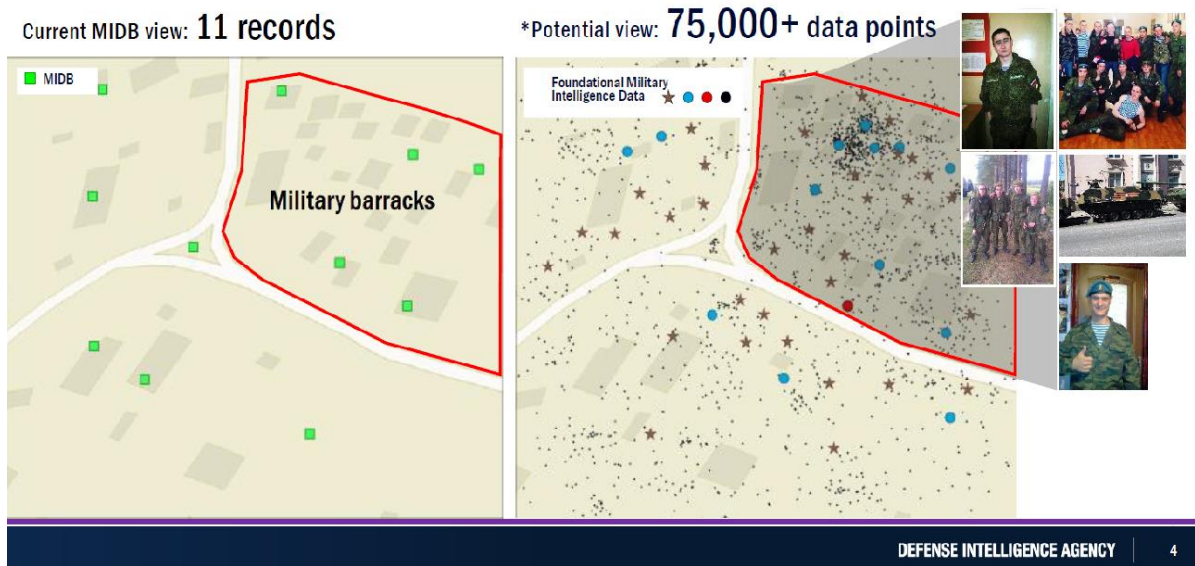 Current MIDB view: 11 records
*Potential view: 75,000+ data points
MIDB
Military barracks
Foundational Military
Intelligence Data
DEFENSE INTELLIGENCE AGENCY
4